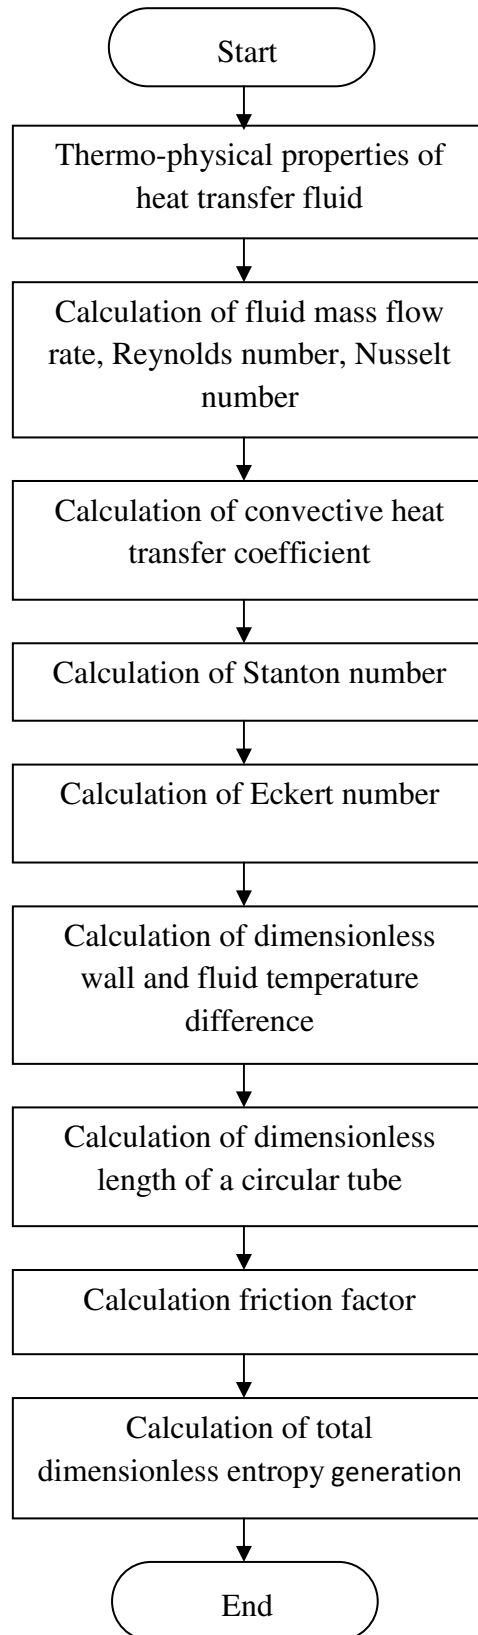 Start
Thermo-physical properties of
heat transfer fluid
Calculation of fluid mass flow
rate, Reynolds number, Nusselt
number
Calculation of convective heat
transfer coefficient
Calculation of Stanton number
Calculation of Eckert number
Calculation of dimensionless
wall and fluid temperature
difference
Calculation of dimensionless
length of a circular tube
Calculation friction factor
Calculation of total
dimensionless entropy generation
End